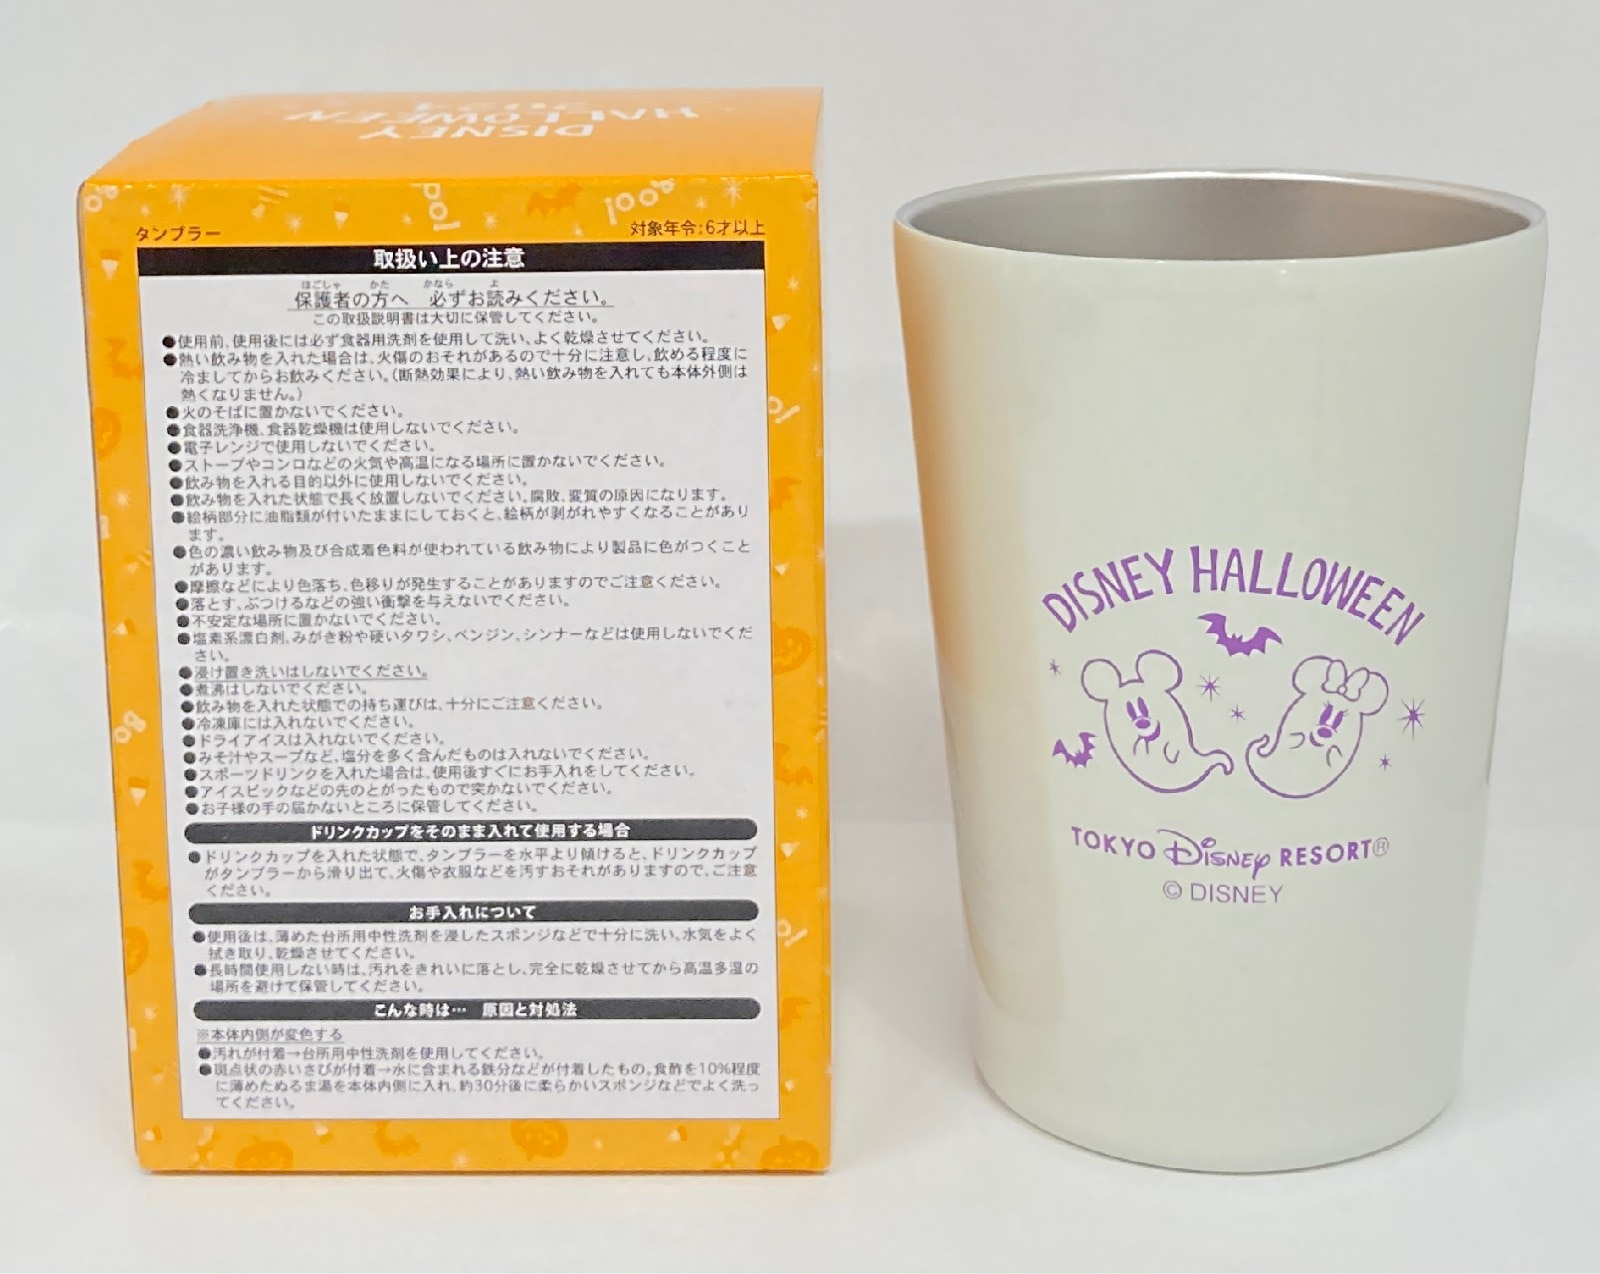 DISNEY
HALLOWEEN
2024
タンブラー
対象年令:6才以上
取扱い上の注意
保護者の方へ 必ずお読みください。
この取扱説明書は大切に保管してください。
●使用前、使用後には必ず食器用洗剤を使用して洗い、よく乾燥させてください。
●熱い飲み物を入れた場合は、火傷のおそれがあるので十分に注意し、飲める程度に
冷ましてからお飲みください。(断熱効果により、熱い飲み物を入れても本体外側は
熱くなりません。)
●火のそばに置かないでください。
●食器洗浄機、食器乾燥機は使用しないでください。
●電子レンジで使用しないでください。
●ストーブやコンロなどの火気や高温になる場所に置かないでください。
●飲み物を入れる目的以外に使用しないでください。
●飲み物を入れた状態で長く放置しないでください。腐敗、変質の原因になります。
●絵柄部分に油脂類が付いたままにしておくと、絵柄が剥がれやすくなることがあり
ます。
●色の濃い飲み物及び合成着色料が使われている飲み物により製品に色がつくこと
があります。
●摩擦などにより色落ち、色移りが発生することがありますのでご注意ください。
●落とす、ぶつけるなどの強い衝撃を与えないでください。
●不安定な場所に置かないでください。
●塩素系漂白剤、みがき粉や硬いタワシ、ベンジン、シンナーなどは使用しないでくだ
さい。
●浸け置き洗いはしないでください。
●煮沸はしないでください。
●飲み物を入れた状態での持ち運びは、十分にご注意ください。
●冷凍庫には入れないでください。
●ドライアイスは入れないでください。
●みそ汁やスープなど、塩分を多く含んだものは入れないでください。
●スポーツドリンクを入れた場合は、使用後すぐにお手入れをしてください。
●アイスピックなどの先のとがったもので突かないでください。
●お子様の手の届かないところに保管してください。
ドリンクカップをそのまま入れて使用する場合
●ドリンクカップを入れた状態で、タンブラーを水平より傾けると、ドリンクカップ
がタンブラーから滑り出て、火傷や衣服などを汚すおそれがありますので、ご注意
ください。
お手入れについて
●使用後は、薄めた台所用中性洗剤を浸したスポンジなどで十分に洗い、水気をよく
拭き取り、乾燥させてください。
●長時間使用しない時は、汚れをきれいに落とし、完全に乾燥させてから高温多湿の
場所を避けて保管してください。
こんな時は… 原因と対処法
※本体内側が変色する
●汚れが付着→台所用中性洗剤を使用してください。
●斑点状の赤いさびが付着→水に含まれる鉄分などが付着したもの。食酢を10%程度
に薄めたぬるま湯を本体内側に入れ、約30分後に柔らかいスポンジなどでよく洗っ
てください。
DISNEY HALLOWEEN
TOKYO Disney RESORT®
© DISNEY